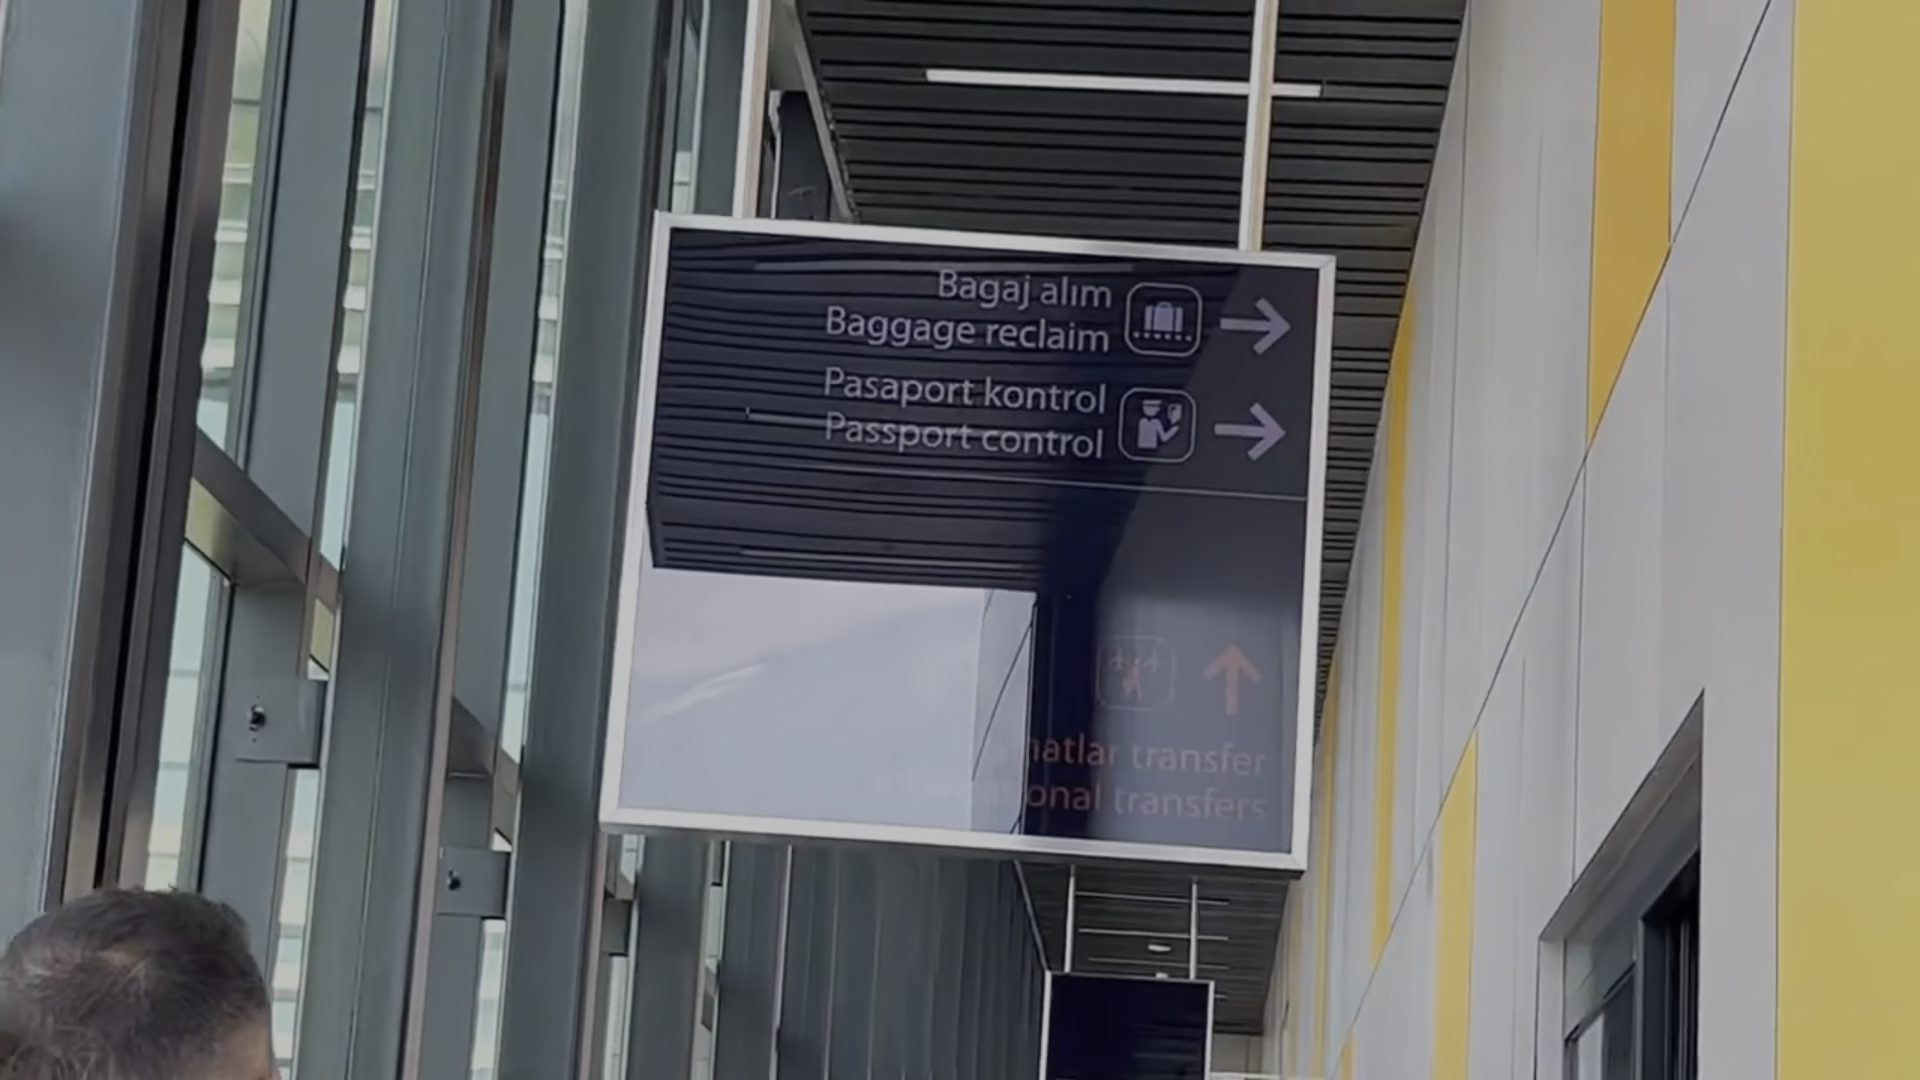 Bagaj alım
Baggage reclaim
Pasaport kontrol
Passport control
transfer
transfers